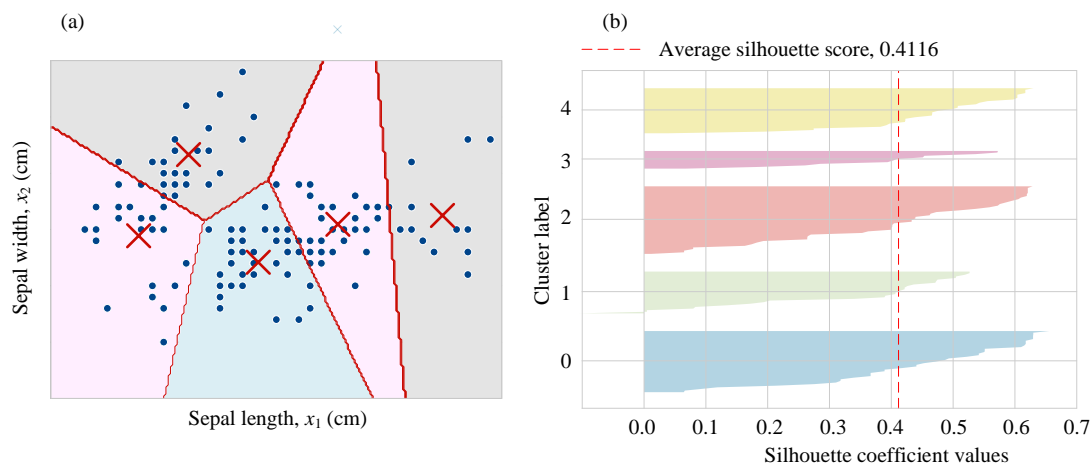 (a)
Sepal width, x2 (cm)
Sepal length, x1 (cm)
(b)
Average silhouette score, 0.4116
Cluster label
4
3
2
1
0
0.0 0.1 0.2 0.3 0.4 0.5 0.6 0.7
Silhouette coefficient values